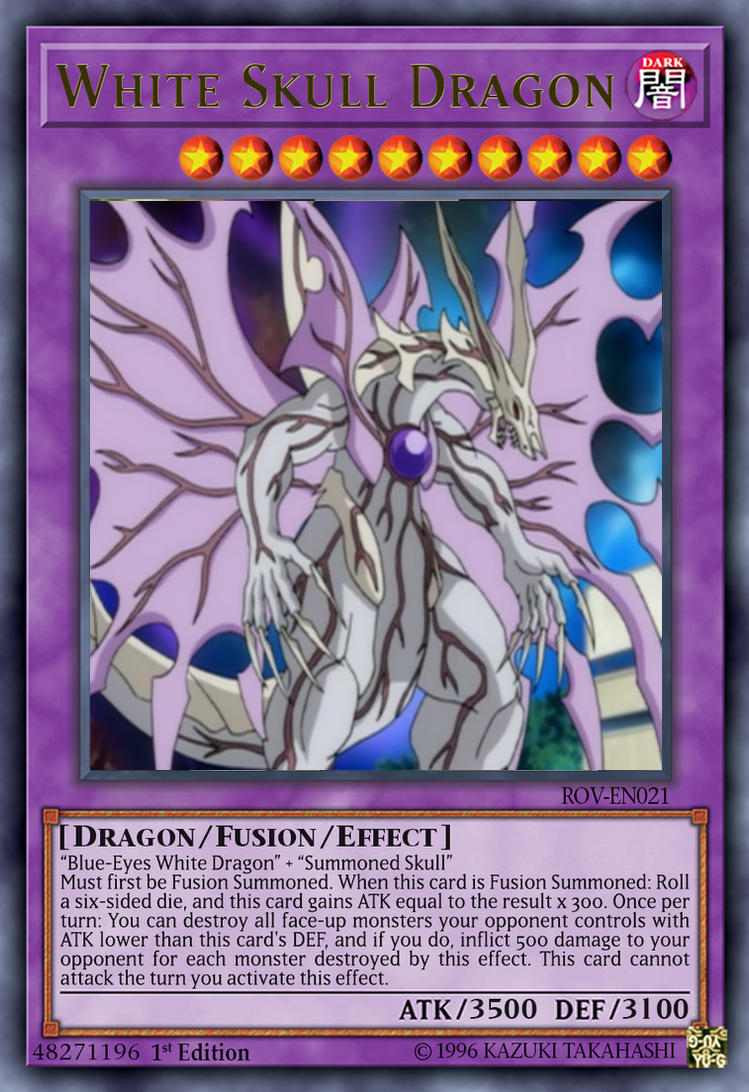 White Skull Dragon
DARK
闇
ROV-EN021
[Dragon/Fusion/Effect]
“Blue-Eyes White Dragon” + “Summoned Skull”
Must first be Fusion Summoned. When this card is Fusion Summoned: Roll
a six-sided die, and this card gains ATK equal to the result x 300. Once per
turn: You can destroy all face-up monsters your opponent controls with
ATK lower than this card's DEF, and if you do, inflict 500 damage to your
opponent for each monster destroyed by this effect. This card cannot
attack the turn you activate this effect.
ATK/3500 DEF/3100
48271196 1st Edition ©1996 KAZUKI TAKAHASHI